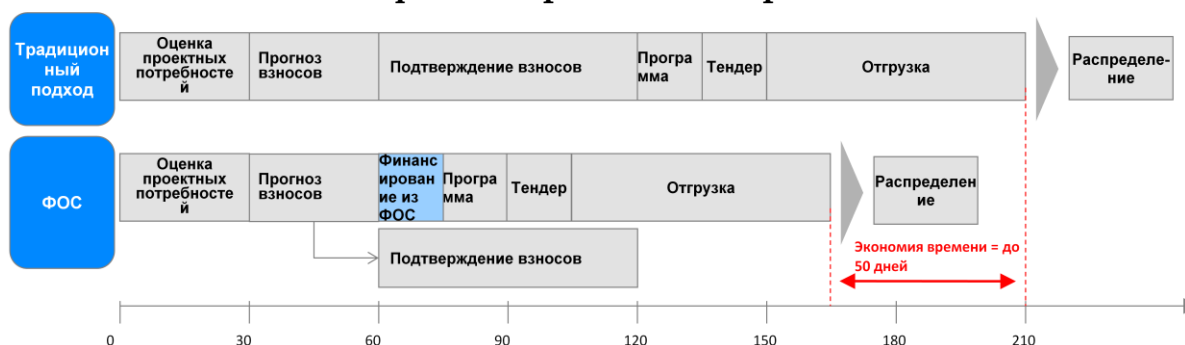 Традицион
ный
подход
Оценка
проектных
потребносте
й
Прогноз
взносов
Подтверждение взносов
Програ
мма
Тендер
Отгрузка
Распределе-
ние
ФОС
Оценка
проектных
потребносте
й
Прогноз
взносов
Финанс
ирован
ие из
ФОС
Програ
мма
Тендер
Отгрузка
Распределен
ие
Подтверждение взносов
Экономия времени = до
50 дней
0 30 60 90 120 150 180 210